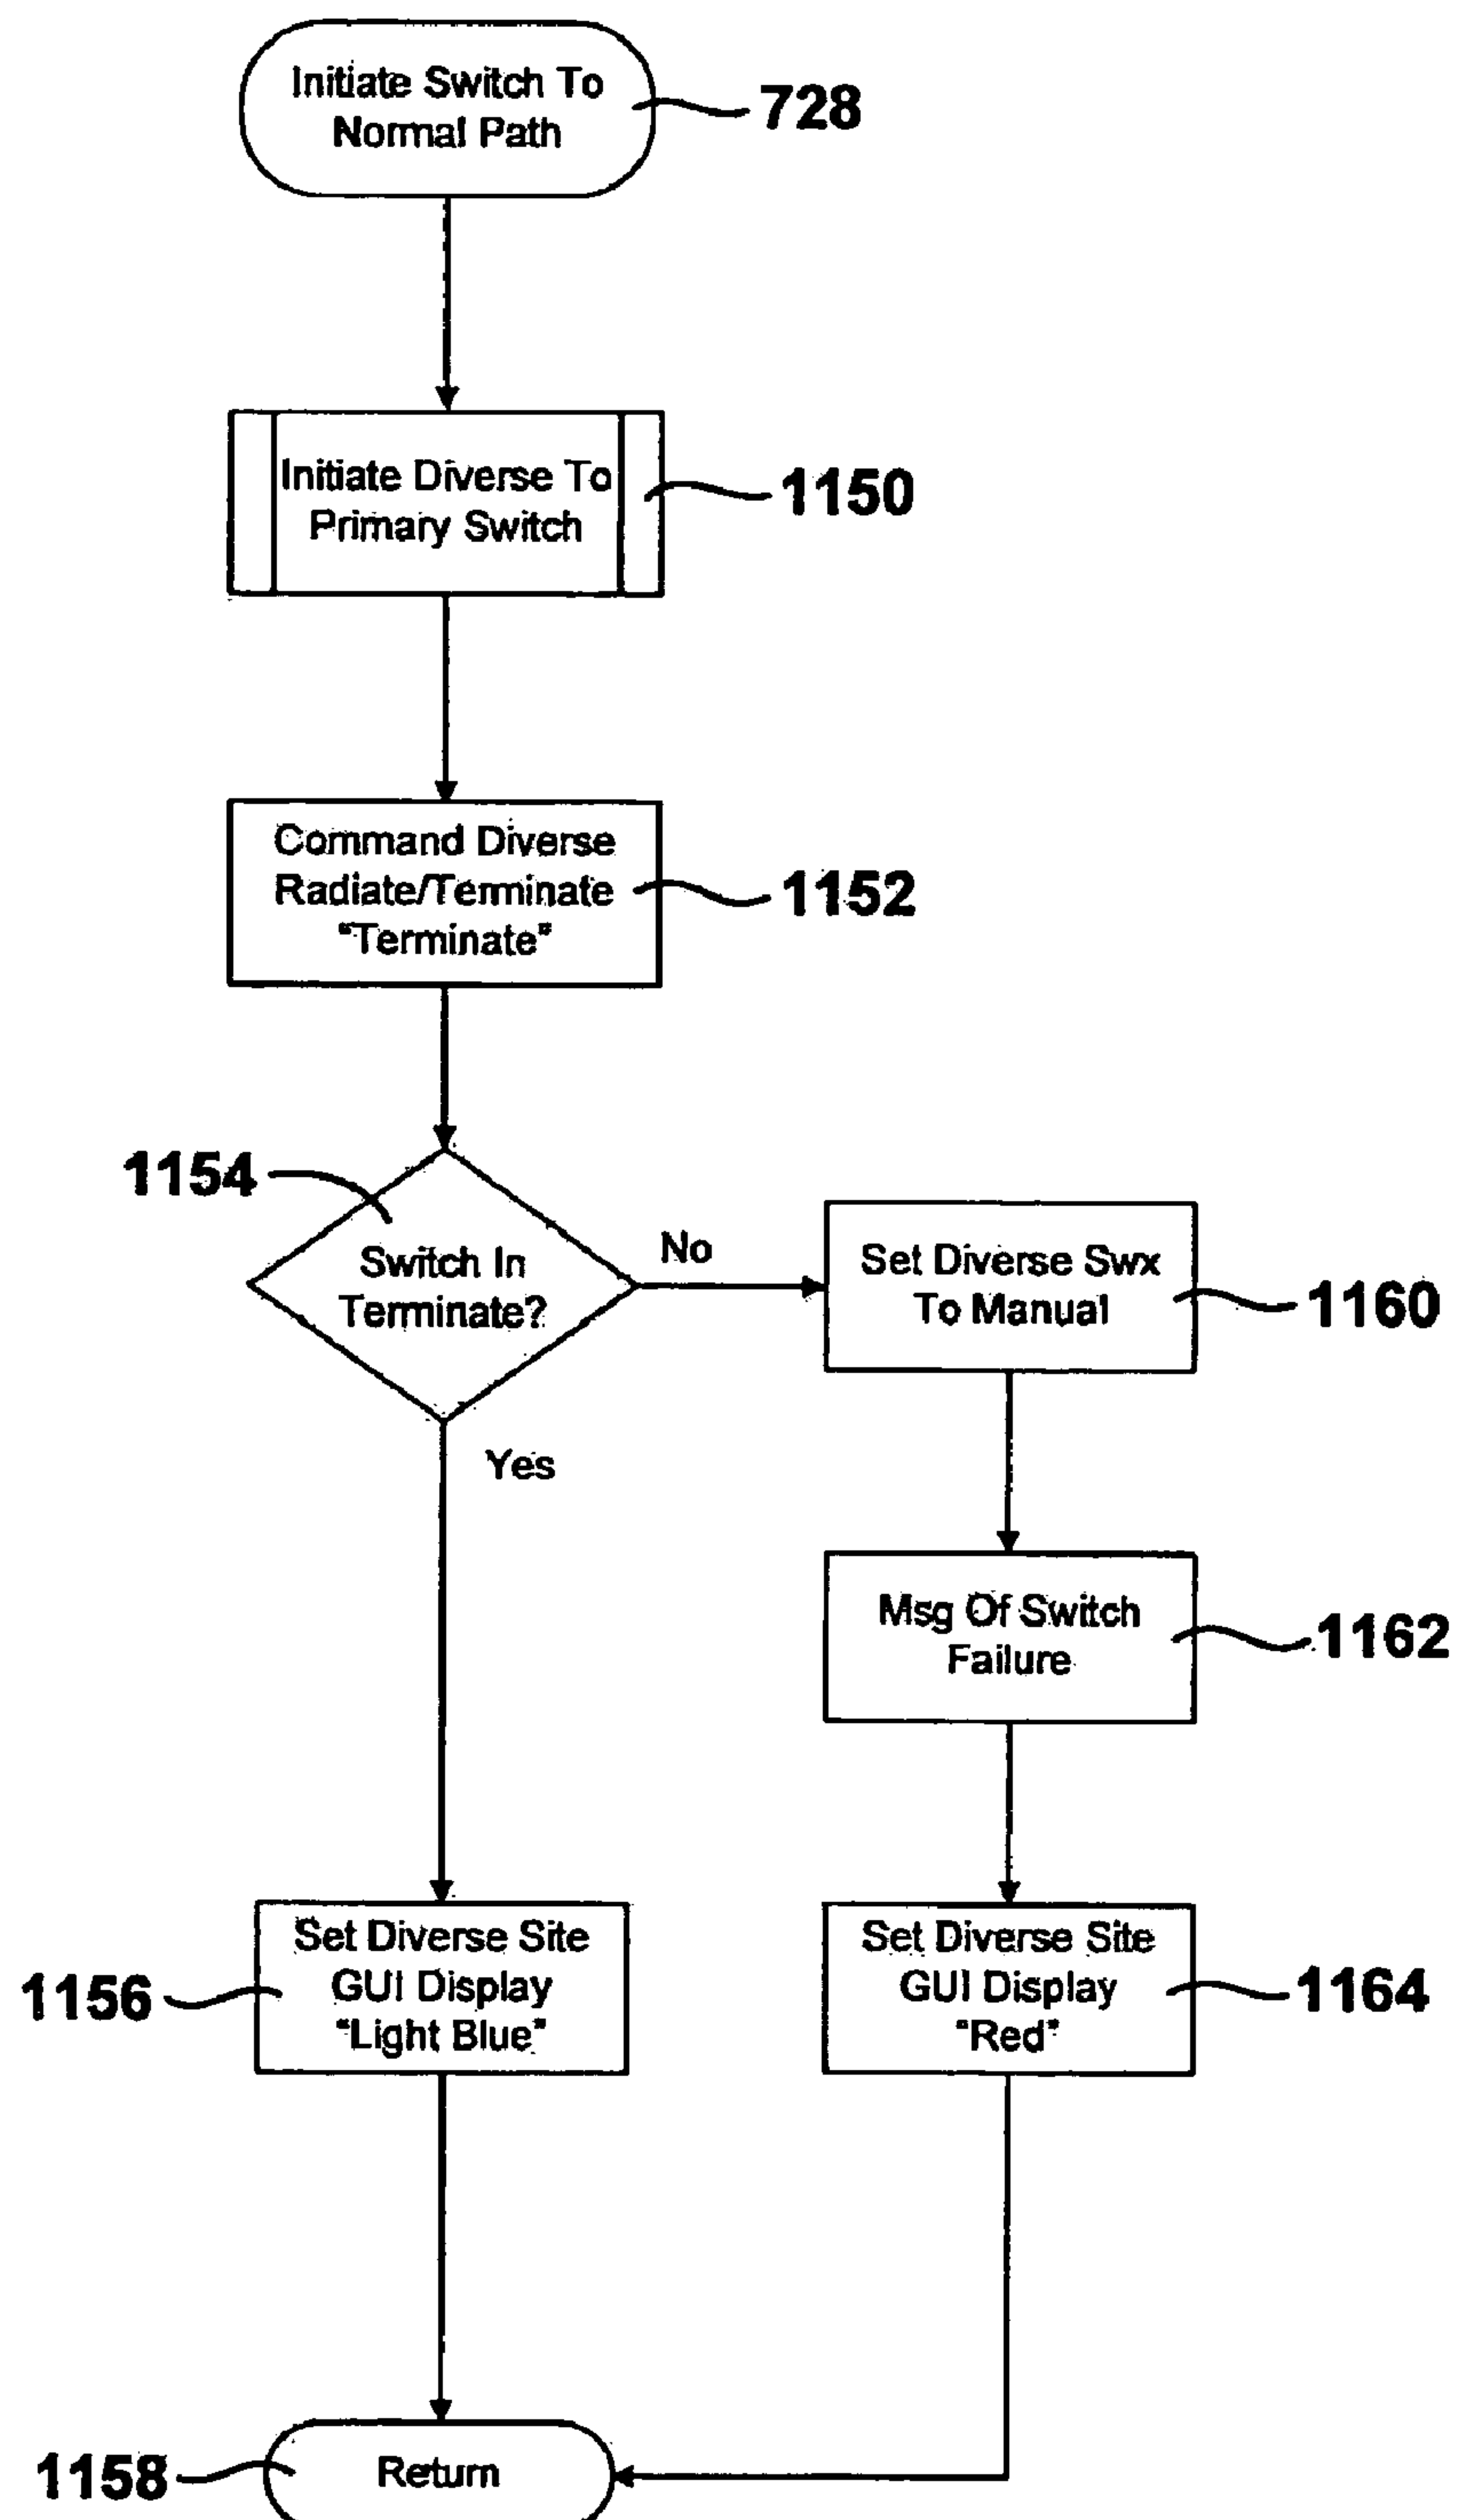 Initiate Switch To
Normal Path
728
Initiate Diverse To
Primary Switch
1150
Command Diverse
Radiate/Terminate
"Terminate"
1152
1154
Switch In
Terminate?
No
Yes
Set Diverse Swx
To Manual
1160
Msg Of Switch
Failure
1162
1156
Set Diverse Site
GUI Display
"Light Blue"
Set Diverse Site
GUI Display
"Red"
1164
1158
Return